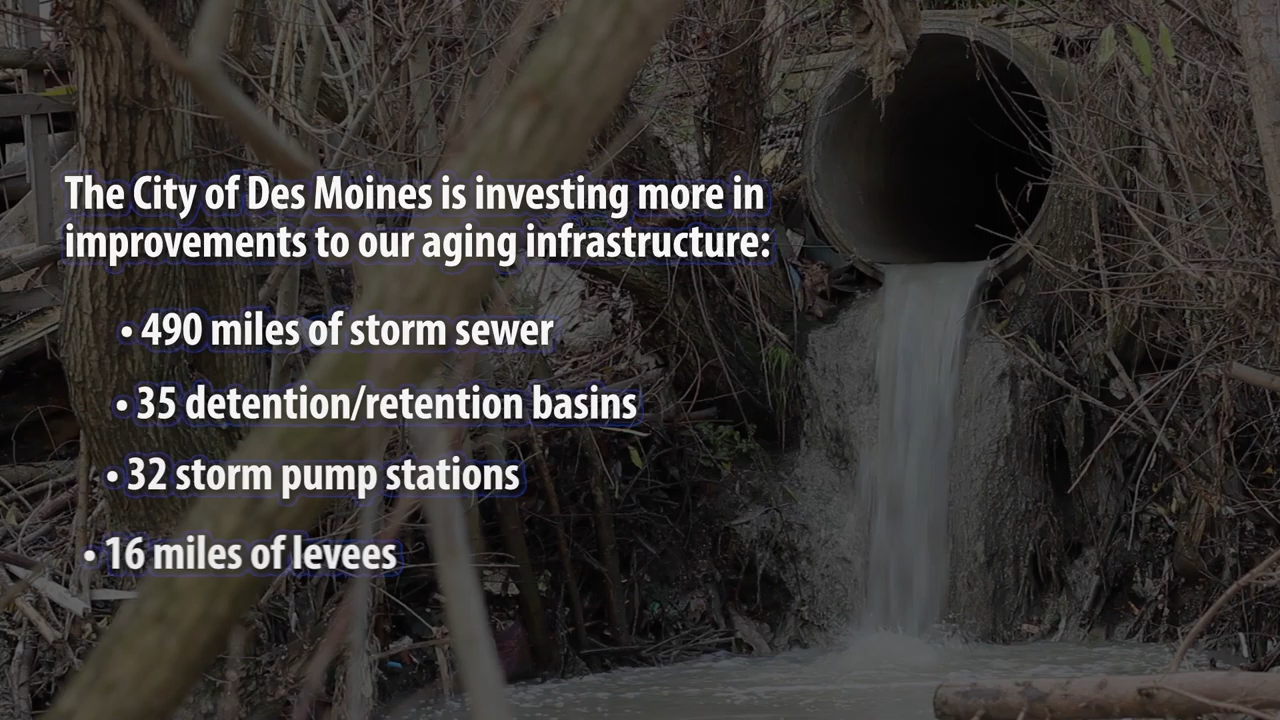 The City of Des Moines is investing more in
improvements to our aging infrastructure:
• 490 miles of storm sewer
• 35 detention/retention basins
• 32 storm pump stations
• 16 miles of levees